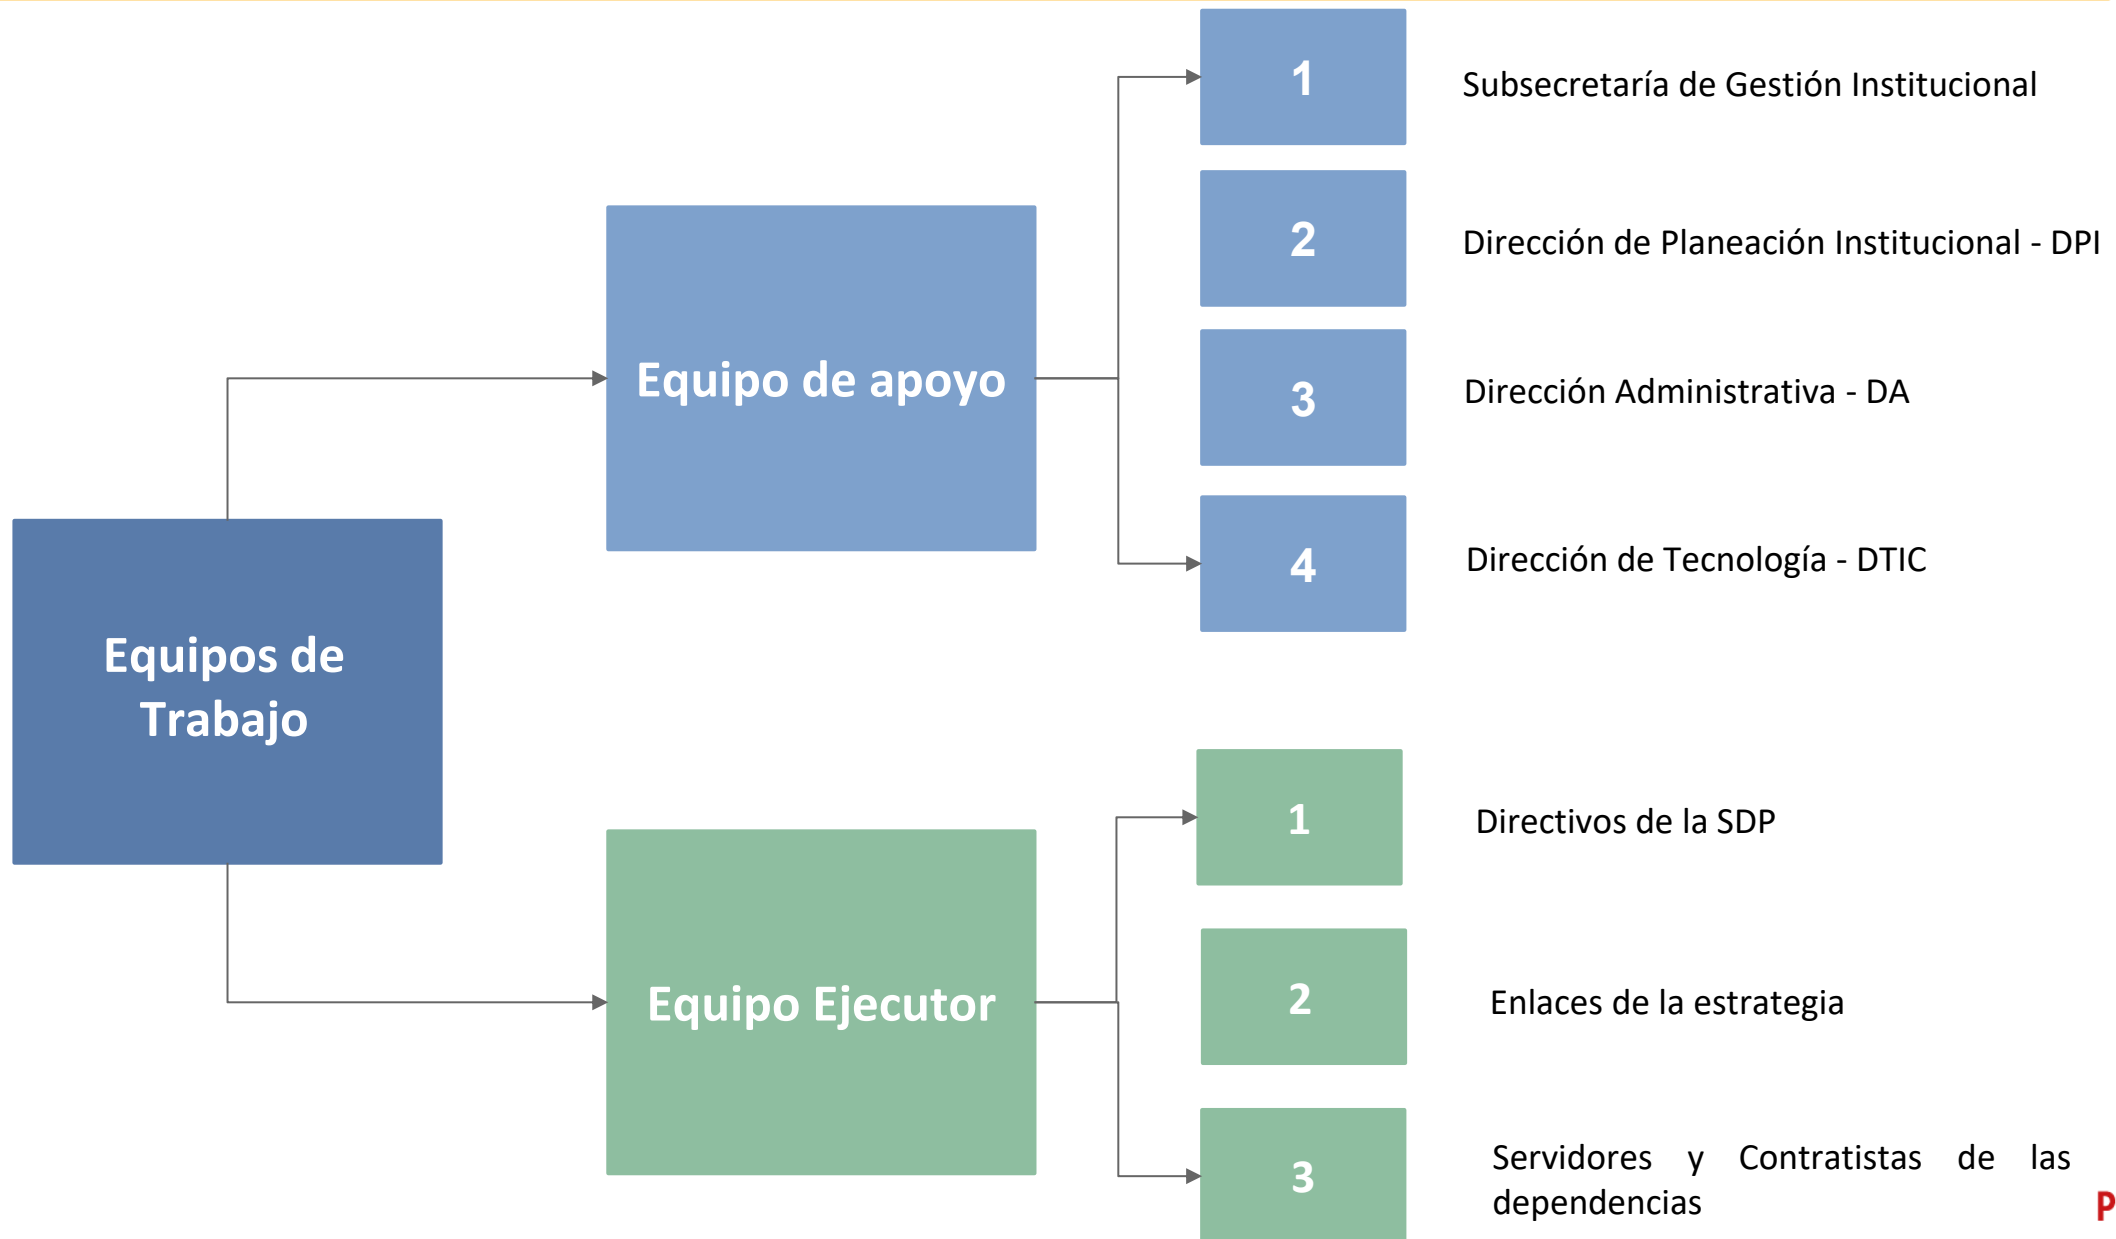 Equipos de
Trabajo
Equipo de apoyo
1
Subsecretaría de Gestión Institucional
2
Dirección de Planeación Institucional - DPI
3
Dirección Administrativa - DA
4
Dirección de Tecnología - DTIC
Equipo Ejecutor
1
Directivos de la SDP
2
Enlaces de la estrategia
3
Servidores y Contratistas de las
dependencias
P